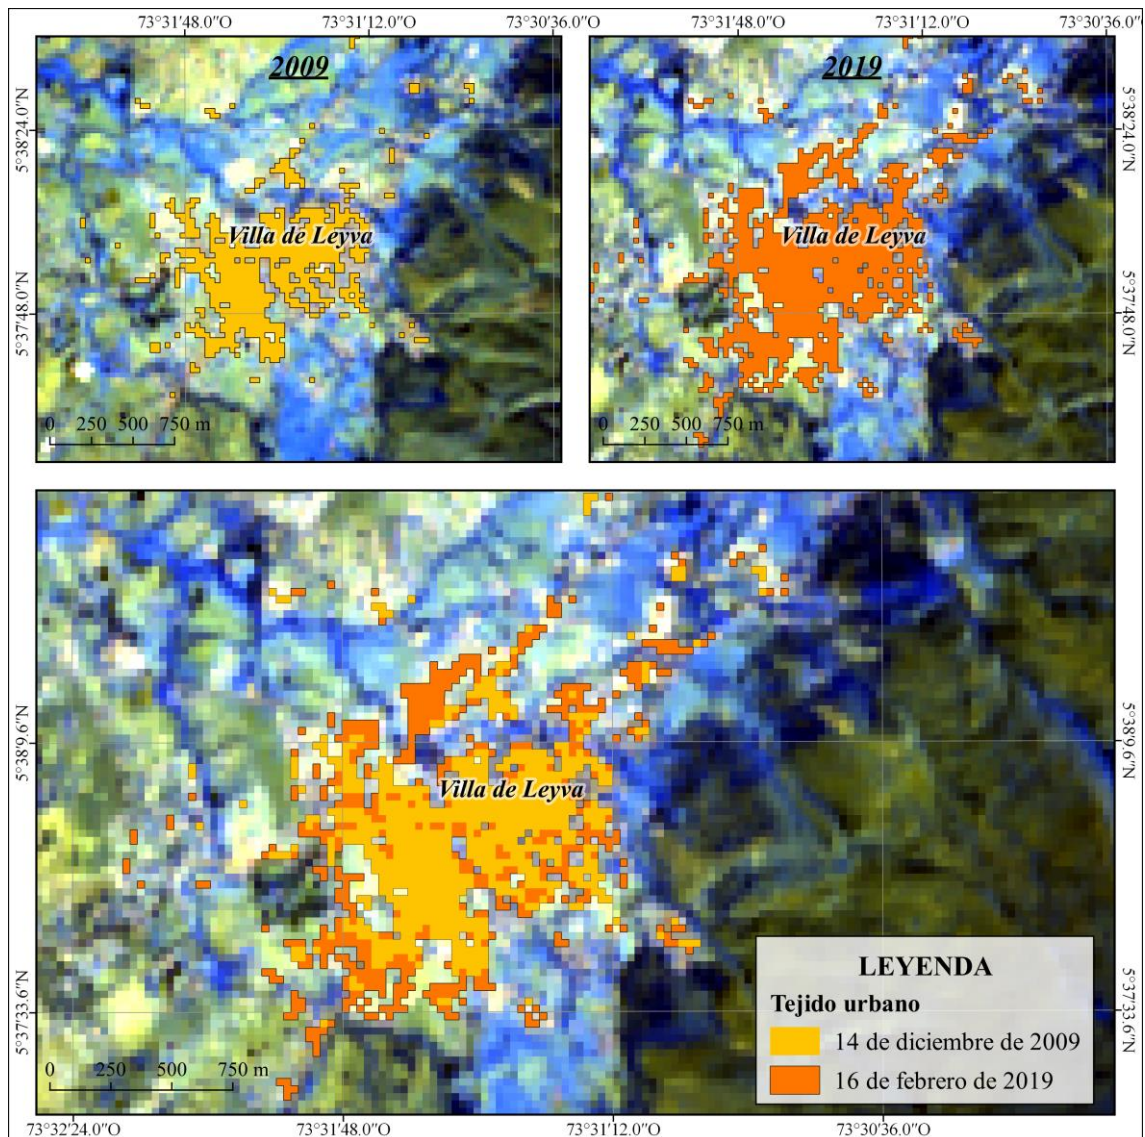 73°31'48.0"O 73°31'12.0"O 73°30'36.0"O 73°31'48.0"O 73°31'12.0"O 73°30'36.0"O
2009 2019
5°38'24.0"N 5°38'24.0"N
Villa de Leyva Villa de Leyva
5°37'48.0"N 5°37'48.0"N
0 250 500 750 m 0 250 500 750 m
5°38'9.6"N 5°38'9.6"N
Villa de Leyva
LEYENDA
Tejido urbano
14 de diciembre de 2009
16 de febrero de 2019
5°37'33.6"N 5°37'33.6"N
0 250 500 750 m
73°32'24.0"O 73°31'48.0"O 73°31'12.0"O 73°30'36.0"O